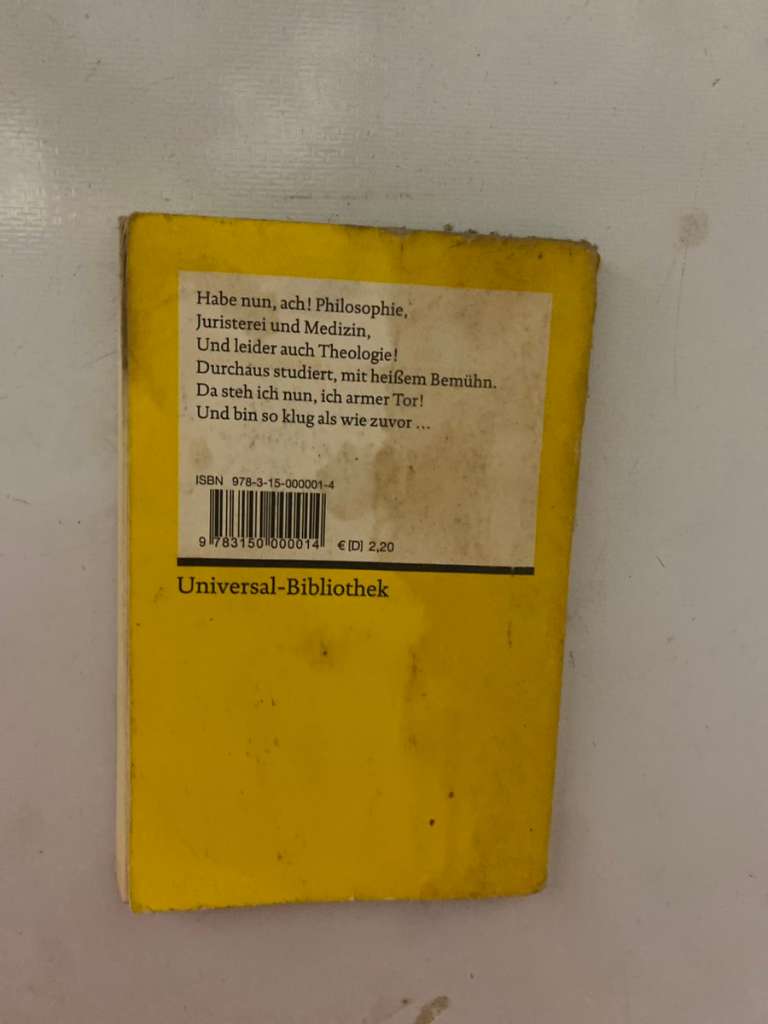 Habe nun, ach! Philosophie,
Juristerei und Medizin,
Und leider auch Theologie!
Durchaus studiert, mit heißem Bemühn.
Da steh ich nun, ich armer Tor!
Und bin so klug als wie zuvor ...
ISBN 978-3-15-000001-4
9 783150 000014 € [D] 2,20
Universal-Bibliothek